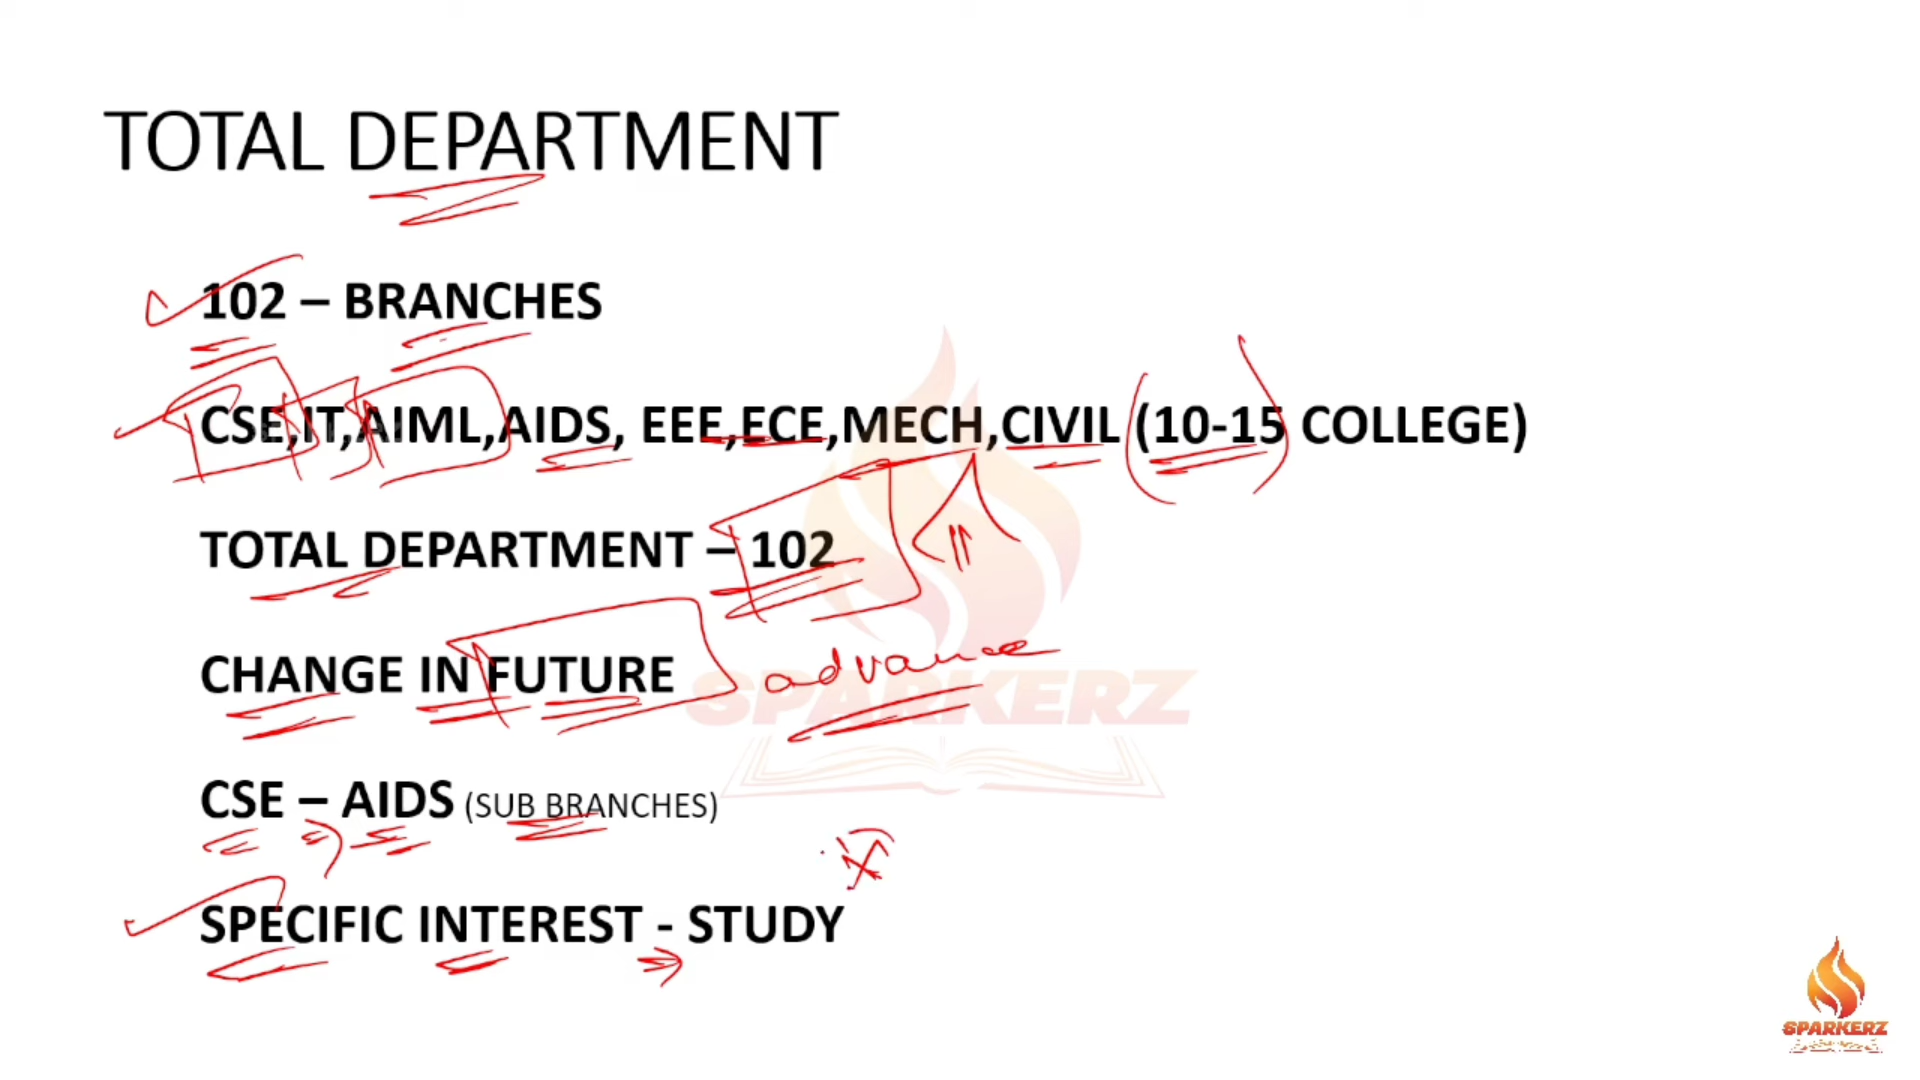 TOTAL DEPARTMENT
102 – BRANCHES
CSE,IT,AIML,AIDS, EEE,ECE,MECH,CIVIL (10-15 COLLEGE)
TOTAL DEPARTMENT – 102
CHANGE IN FUTURE advance
SPARKERZ
CSE – AIDS (SUB BRANCHES)
SPECIFIC INTEREST - STUDY
SPARKERZ